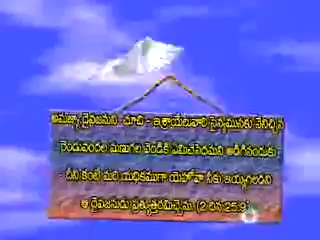 అమజ్యా దైవజనుని చూచి - ఇశ్రాయేలువారి సైన్యమునకు నేనిచ్చిన
రెండువందల మణుగుల వెండికి ఏమిచేసెదమని అడిగినందుకు
- దీని కంటె మరి యధికముగా యెహోవా నీకు ఇయ్యగలడని
ఆ దైవజనుడు ప్రత్యుత్తరమిచ్చెను (2 దిన 25:9)